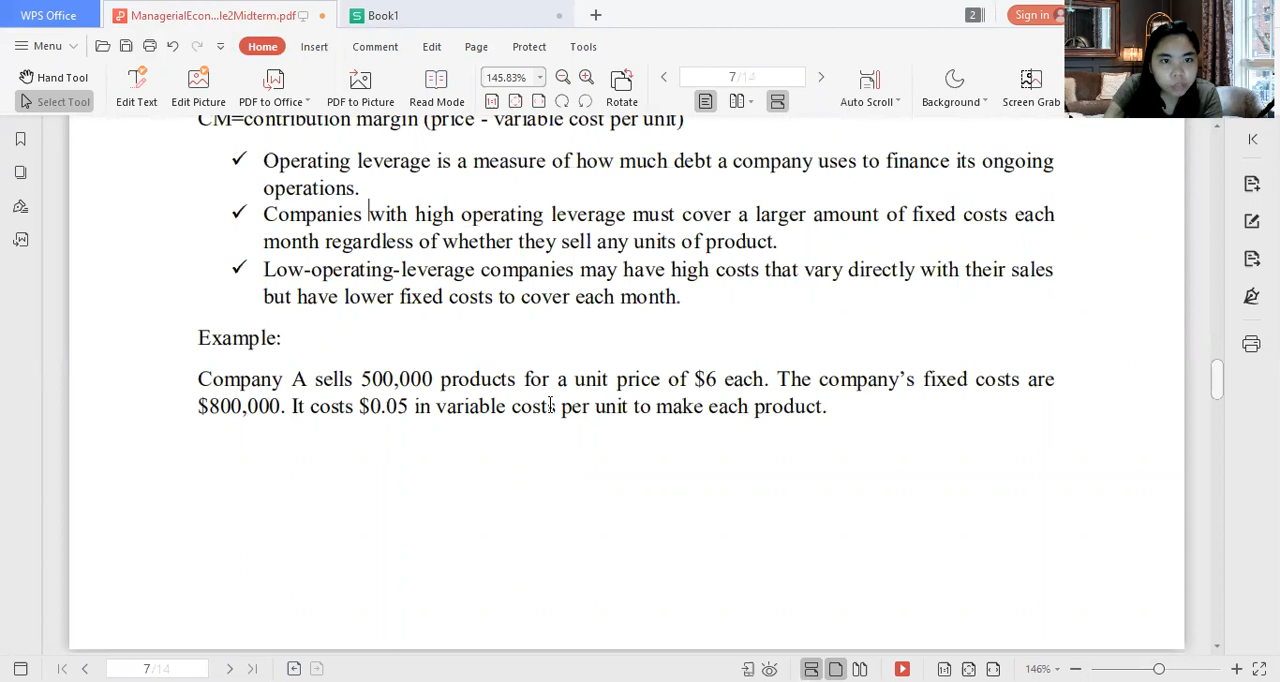 WPS Office
ManagerialEcon...le2Midterm.pdf
Book1
2
Sign in
Menu
Home
Insert
Comment
Edit
Page
Protect
Tools
Hand Tool
Select Tool
Edit Text
Edit Picture
PDF to Office
PDF to Picture
Read Mode
145.83%
Rotate
7/14
Auto Scroll
Background
Screen Grab
CM=contribution margin (price - variable cost per unit)
Operating leverage is a measure of how much debt a company uses to finance its ongoing
operations.
Companies with high operating leverage must cover a larger amount of fixed costs each
month regardless of whether they sell any units of product.
Low-operating-leverage companies may have high costs that vary directly with their sales
but have lower fixed costs to cover each month.
Example:
Company A sells 500,000 products for a unit price of $6 each. The company's fixed costs are
$800,000. It costs $0.05 in variable costs per unit to make each product.
7/14
146%